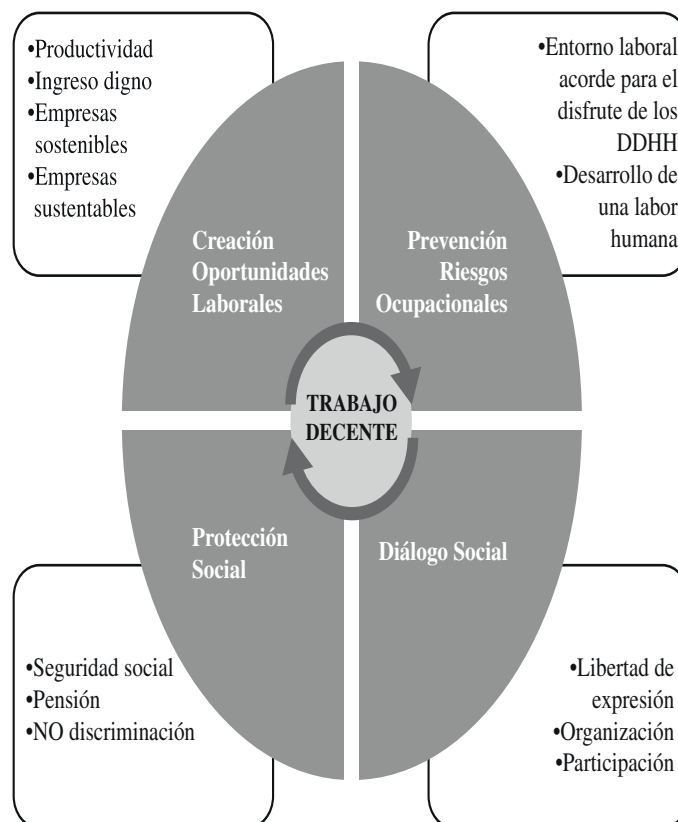 •Productividad
•Ingreso digno
•Empresas
sostenibles
•Empresas
sustentables
•Entorno laboral
acorde para el
disfrute de los
DDHH
•Desarrollo de
una labor
humana
Creación
Oportunidades
Laborales
Prevención
Riesgos
Ocupacionales
TRABAJO
DECENTE
Protección
Social
Diálogo Social
•Seguridad social
•Pensión
•NO discriminación
•Libertad de
expresión
•Organización
•Participación